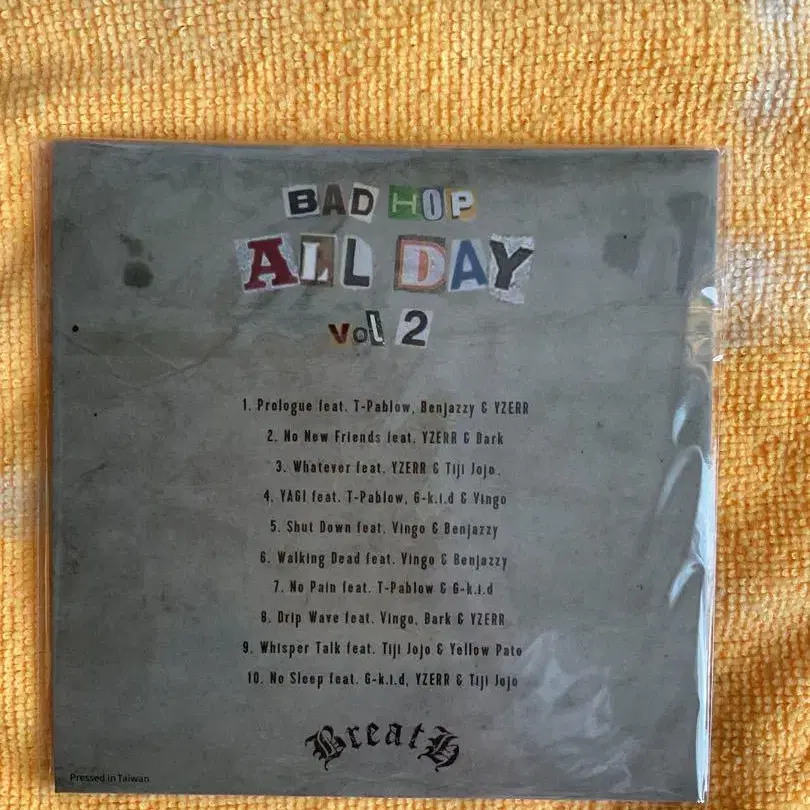 BAD HOP
ALL DAY
Vol 2
1. Prologue feat. T-Pablow, Benjazzy & YZERR
2. No New Friends feat. YZERR & Bark
3. Whatever feat. YZERR & Tiji Jojo.
4. YAGI feat. T-Pablow, G-k.i.d & Vingo
5. Shut Down feat. Vingo & Benjazzy
6. Walking Dead feat. Vingo & Benjazzy
7. No Pain feat. T-Pablow & G-k.i.d
8. Drip Wave feat. Vingo, Bark & YZERR
9. Whisper Talk feat. Tiji Jojo & Yellow Pato
10. No Sleep feat. G-k.i.d, YZERR & Tiji Jojo
BreatH
Pressed in Taiwan